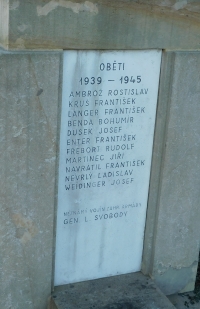 OBĚTI
1939 — 1945
AMBROŽ ROSTISLAV
KRUS FRANTIŠEK
LANGER FRANTIŠEK
BENDA BOHUMÍR
DUŠEK JOSEF
ENTER FRANTIŠEK
FREBORT RUDOLF
MARTINEC JIŘÍ
NAVRÁTIL FRANTIŠEK
NEVRLÝ LADISLAV
WEIDINGER JOSEF
GEN. L. SVOBODY